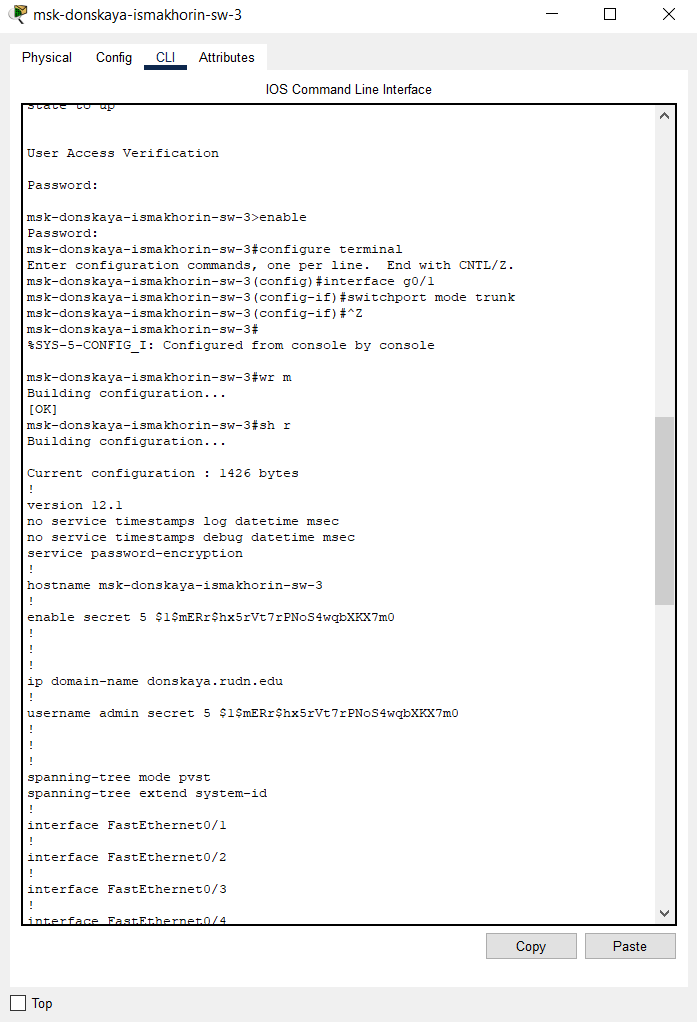 msk-donskaya-ismakhorin-sw-3
Physical Config CLI Attributes
IOS Command Line Interface
state to up
User Access Verification
Password:
msk-donskaya-ismakhorin-sw-3>enable
Password:
msk-donskaya-ismakhorin-sw-3#configure terminal
Enter configuration commands, one per line.  End with CNTL/Z.
msk-donskaya-ismakhorin-sw-3(config)#interface g0/1
msk-donskaya-ismakhorin-sw-3(config-if)#switchport mode trunk
msk-donskaya-ismakhorin-sw-3(config-if)#^Z
msk-donskaya-ismakhorin-sw-3#
%SYS-5-CONFIG_I: Configured from console by console
msk-donskaya-ismakhorin-sw-3#wr m
Building configuration...
[OK]
msk-donskaya-ismakhorin-sw-3#sh r
Building configuration...
Current configuration : 1426 bytes
!
version 12.1
no service timestamps log datetime msec
no service timestamps debug datetime msec
service password-encryption
!
hostname msk-donskaya-ismakhorin-sw-3
!
enable secret 5 $1$mERr$hx5rVt7rPNoS4wqbXKX7m0
!
!
!
ip domain-name donskaya.rudn.edu
!
username admin secret 5 $1$mERr$hx5rVt7rPNoS4wqbXKX7m0
!
!
!
spanning-tree mode pvst
spanning-tree extend system-id
!
interface FastEthernet0/1
!
interface FastEthernet0/2
!
interface FastEthernet0/3
!
interface FastEthernet0/4
Copy Paste
Top